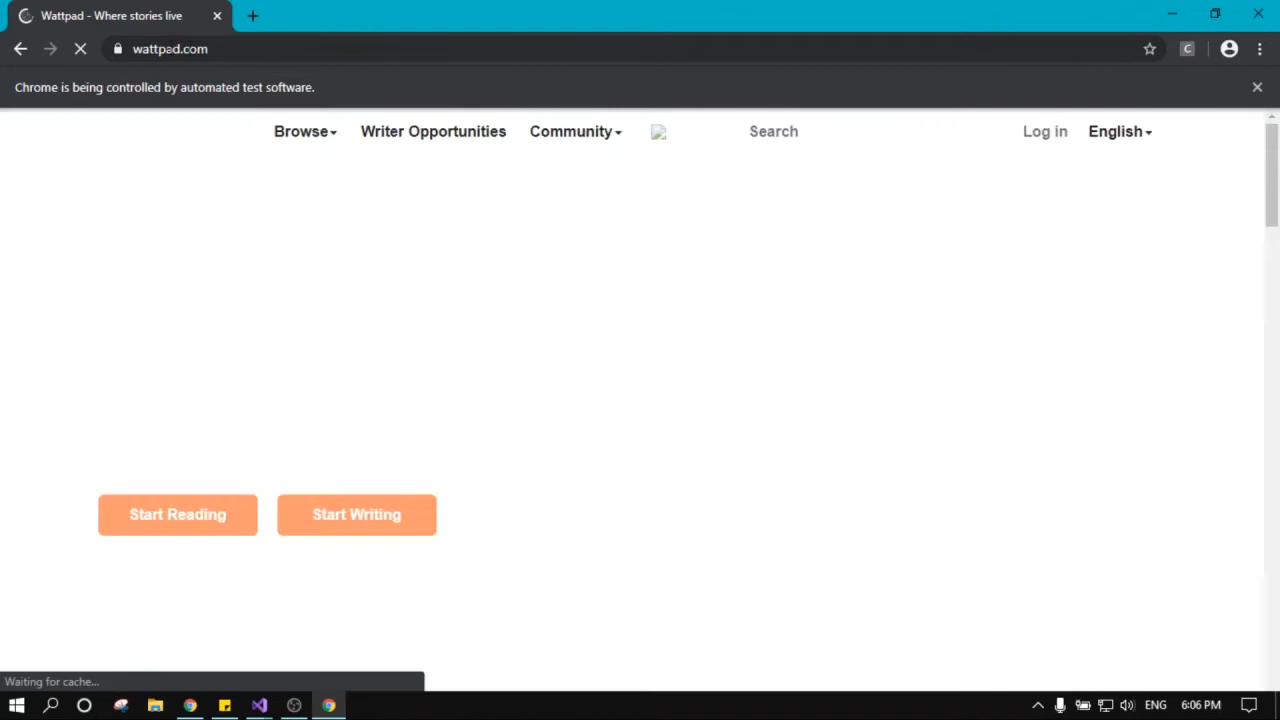 Wattpad - Where stories live
wattpad.com
C
Chrome is being controlled by automated test software.
Browse Writer Opportunities Community Search Log in English
Start Reading Start Writing
Waiting for cache...
ENG 6:06 PM